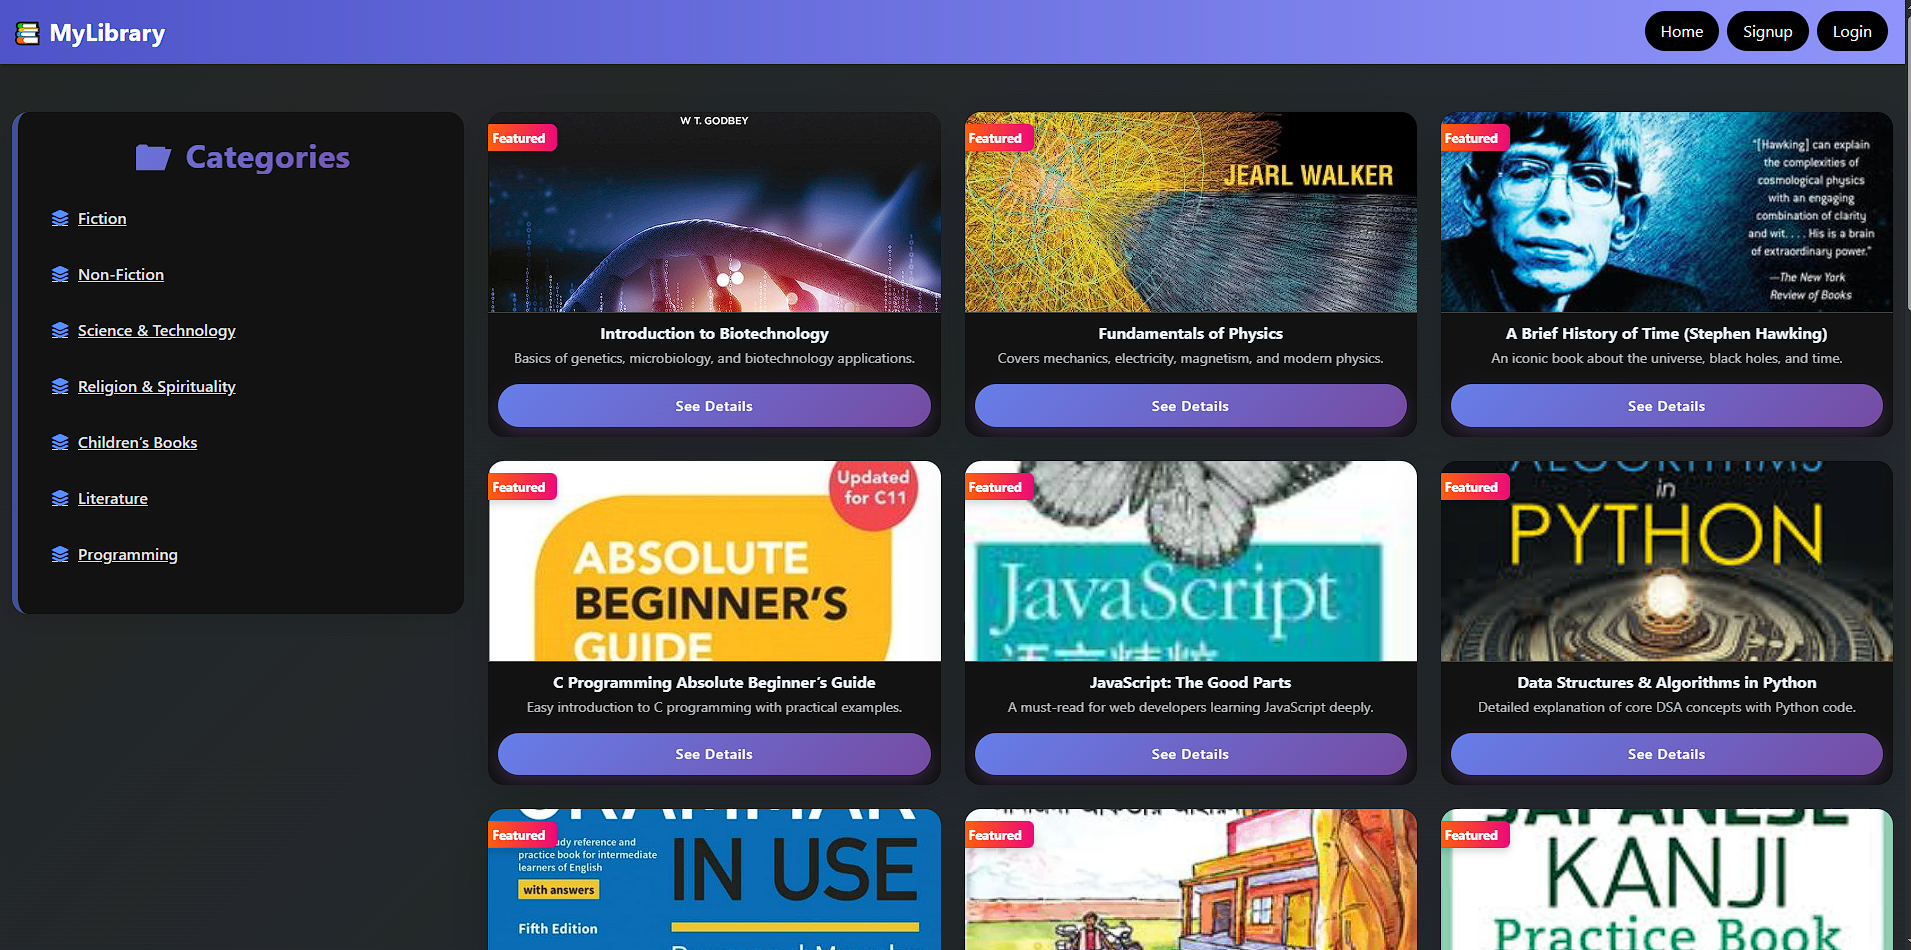 MyLibrary
Home
Signup
Login
Categories
Fiction
Non-Fiction
Science & Technology
Religion & Spirituality
Children's Books
Literature
Programming
Featured
W T. GODBEY
Introduction to Biotechnology
Basics of genetics, microbiology, and biotechnology applications.
See Details
Featured
JEARL WALKER
Fundamentals of Physics
Covers mechanics, electricity, magnetism, and modern physics.
See Details
Featured
"[Hawking] can explain
the complexities of
cosmological physics
with an engaging
combination of clarity
and wit. . . . His is a brain
of extraordinary power."
—The New York
Review of Books
A Brief History of Time (Stephen Hawking)
An iconic book about the universe, black holes, and time.
See Details
Featured
Updated
for C11
ABSOLUTE
BEGINNER'S
GUIDE
C Programming Absolute Beginner's Guide
Easy introduction to C programming with practical examples.
See Details
Featured
JavaScript
语言精粹
JavaScript: The Good Parts
A must-read for web developers learning JavaScript deeply.
See Details
Featured
ALGORITHMS
in
PYTHON
Data Structures & Algorithms in Python
Detailed explanation of core DSA concepts with Python code.
See Details
Featured
GRAMMAR
IN USE
reference and
practice book for intermediate
learners of English
with answers
Fifth Edition
Featured
Featured
JAPANESE
KANJI
Practice Book